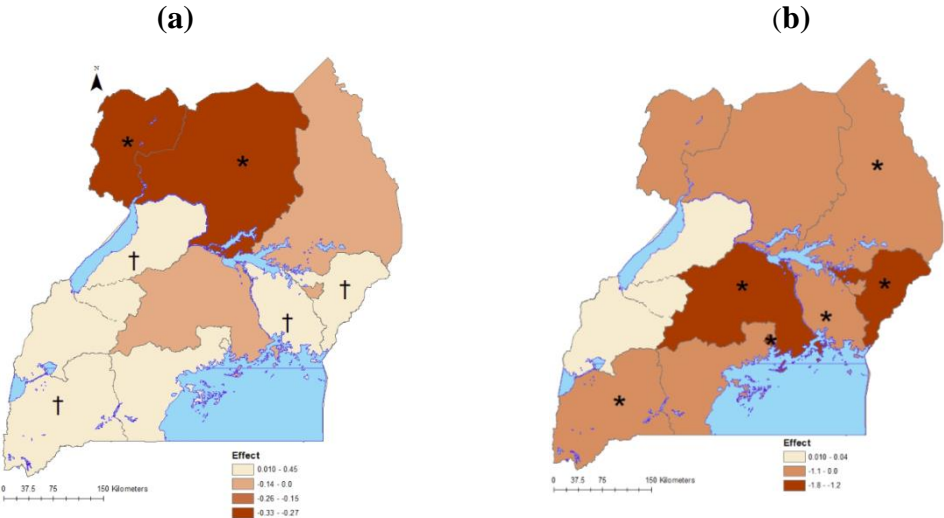 (a)
(b)
N
*
*
†
†
†
†
*
*
*
*
*
*
Effect
0.010 - 0.45
-0.14 - 0.0
-0.26 - -0.15
-0.33 - -0.27
0 37.5 75 150 Kilometers
Effect
0.010 - 0.04
-1.1 - 0.0
-1.8 - -1.2
0 37.5 75 150 Kilometers